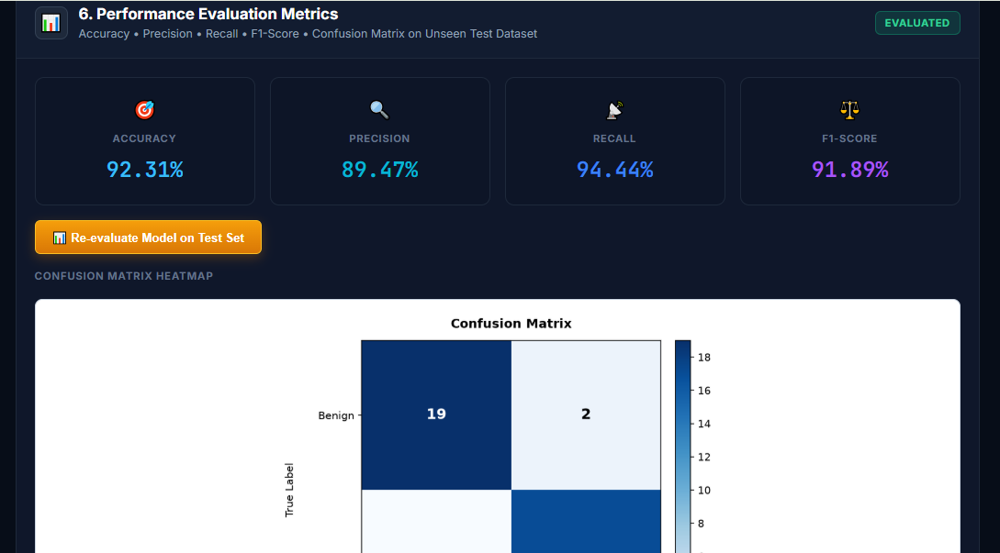 6. Performance Evaluation Metrics
Accuracy • Precision • Recall • F1-Score • Confusion Matrix on Unseen Test Dataset
EVALUATED
ACCURACY
92.31%
PRECISION
89.47%
RECALL
94.44%
F1-SCORE
91.89%
Re-evaluate Model on Test Set
CONFUSION MATRIX HEATMAP
Confusion Matrix
True Label
Benign
19
2
18
16
14
12
10
8